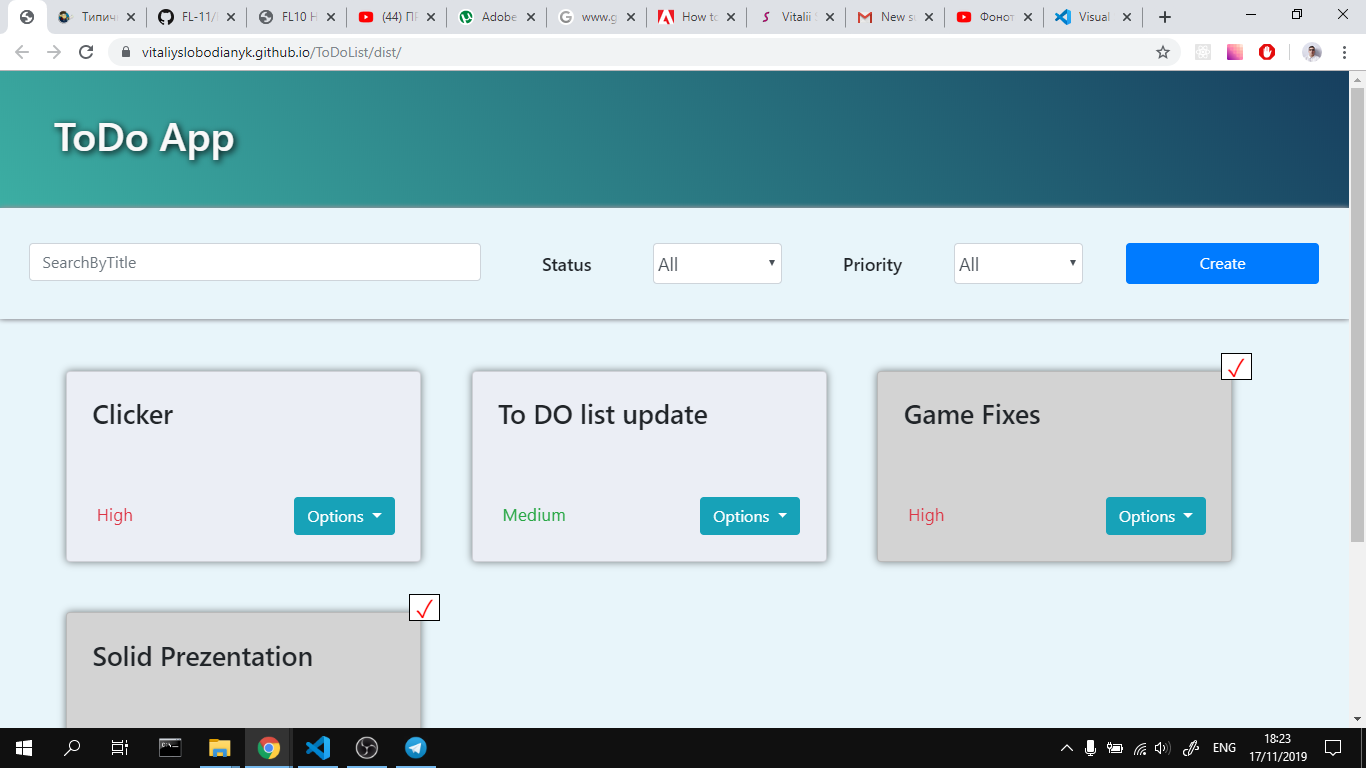 Типич
FL-11/
FL10 H
(44) ПР
Adobe
www.g
How to
Vitalii S
New su
Фонот
Visual
vitaliyslobodianyk.github.io/ToDoList/dist/
ToDo App
SearchByTitle
Status
All
Priority
All
Create
Clicker
To DO list update
Game Fixes
High
Options
Medium
Options
High
Options
Solid Prezentation
ENG
18:23
17/11/2019